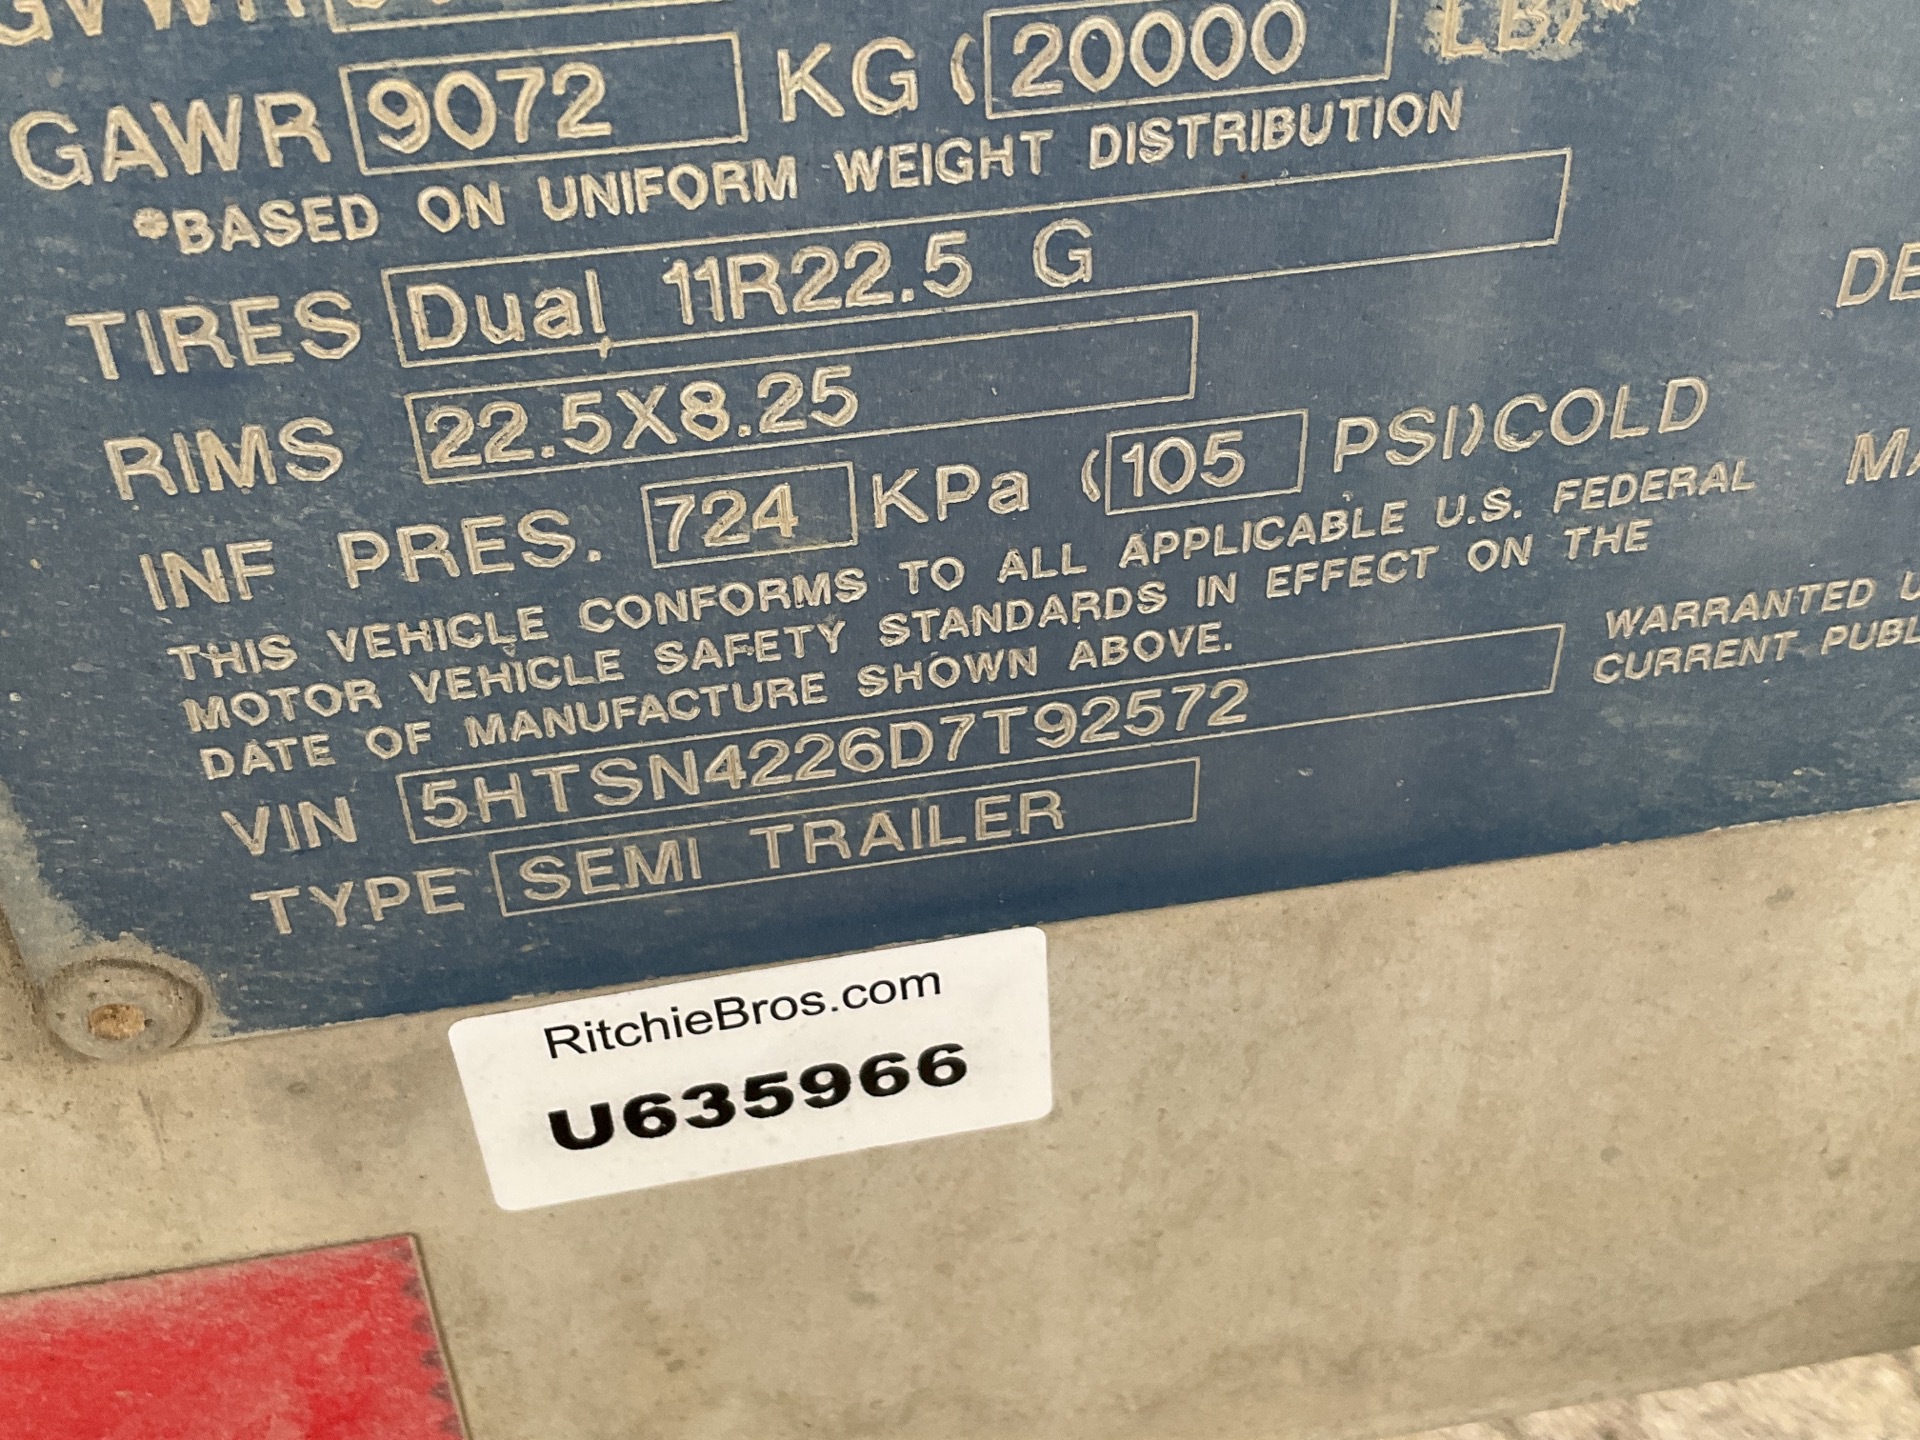 GVWR
GAWR 9072 KG (20000 LB)*
*BASED ON UNIFORM WEIGHT DISTRIBUTION
TIRES Dual 11R22.5 G
RIMS 22.5X8.25
INF PRES. 724 KPa (105 PSI)COLD
THIS VEHICLE CONFORMS TO ALL APPLICABLE U.S. FEDERAL
MOTOR VEHICLE SAFETY STANDARDS IN EFFECT ON THE
DATE OF MANUFACTURE SHOWN ABOVE.
VIN 5HTSN4226D7T92572
TYPE SEMI TRAILER
WARRANTED
CURRENT
RitchieBros.com
U635966